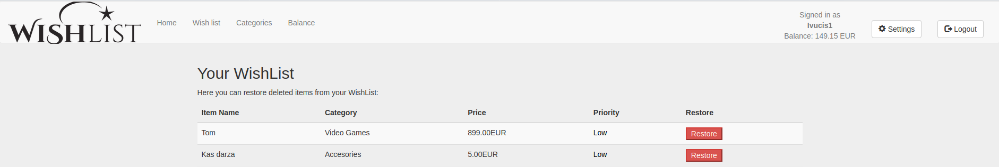 WISHLIST
Home Wish list Categories Balance
Signed in as
Ivucis1
Balance: 149.15 EUR
Settings Logout
Your WishList
Here you can restore deleted items from your WishList:
Item Name Category Price Priority Restore
Tom Video Games 899.00EUR Low Restore
Kas darza Accesories 5.00EUR Low Restore